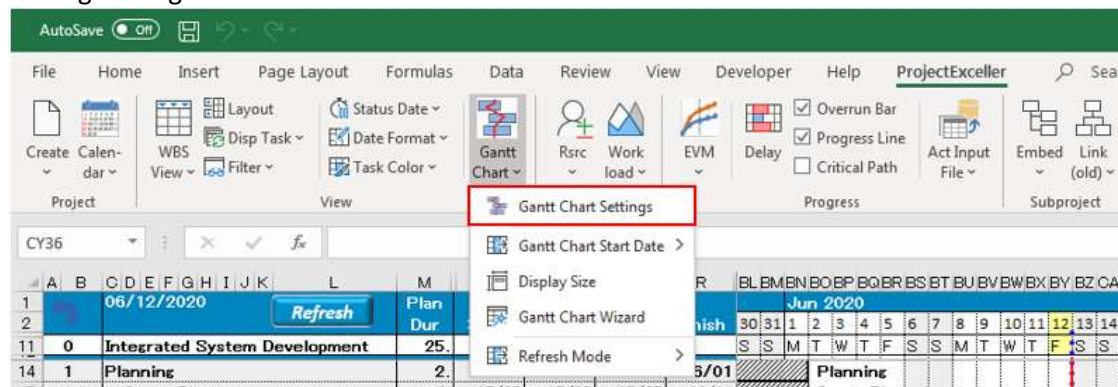 AutoSave Off
File Home Insert Page Layout Formulas Data Review View Developer Help ProjectExceller Sea
Create Calen-dar WBS View Layout Disp Task Filter Status Date Date Format Task Color Gantt Chart Rsrc Work load EVM Delay Overrun Bar Progress Line Critical Path Act Input File Embed Link (old)
Project View Progress Subproject
Gantt Chart Settings
CY36 fx
Gantt Chart Start Date
Display Size
Gantt Chart Wizard
Refresh Mode
A B C D E F G H I J K L M R BL BM BN BO BP BQ BR BS BT BU BV BW BX BY BZ CA
1 06/12/2020 Refresh Plan Jun 2020
2 Dur nish 30 31 1 2 3 4 5 6 7 8 9 10 11 12 13 14
11 0 Integrated System Development 25. S S M T W T F S S M T W T F S S
14 1 Planning 2. 6/01 Planning